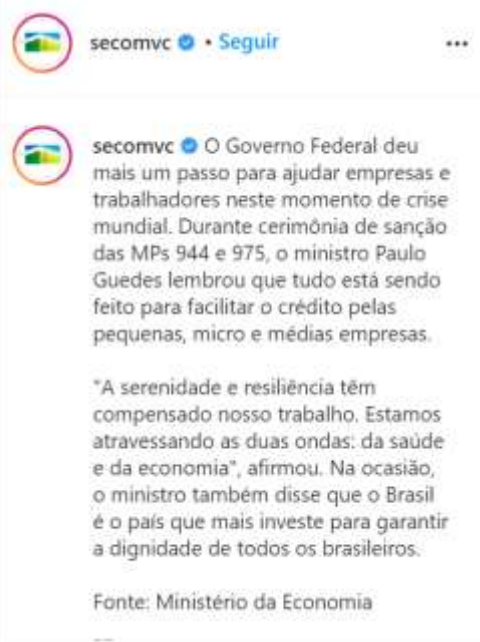 secomvc • Seguir •••
secomvc O Governo Federal deu
mais um passo para ajudar empresas e
trabalhadores neste momento de crise
mundial. Durante cerimônia de sanção
das MPs 944 e 975, o ministro Paulo
Guedes lembrou que tudo está sendo
feito para facilitar o crédito pelas
pequenas, micro e médias empresas.
"A serenidade e resiliência têm
compensado nosso trabalho. Estamos
atravessando as duas ondas: da saúde
e da economia", afirmou. Na ocasião,
o ministro também disse que o Brasil
é o país que mais investe para garantir
a dignidade de todos os brasileiros.
Fonte: Ministério da Economia
--